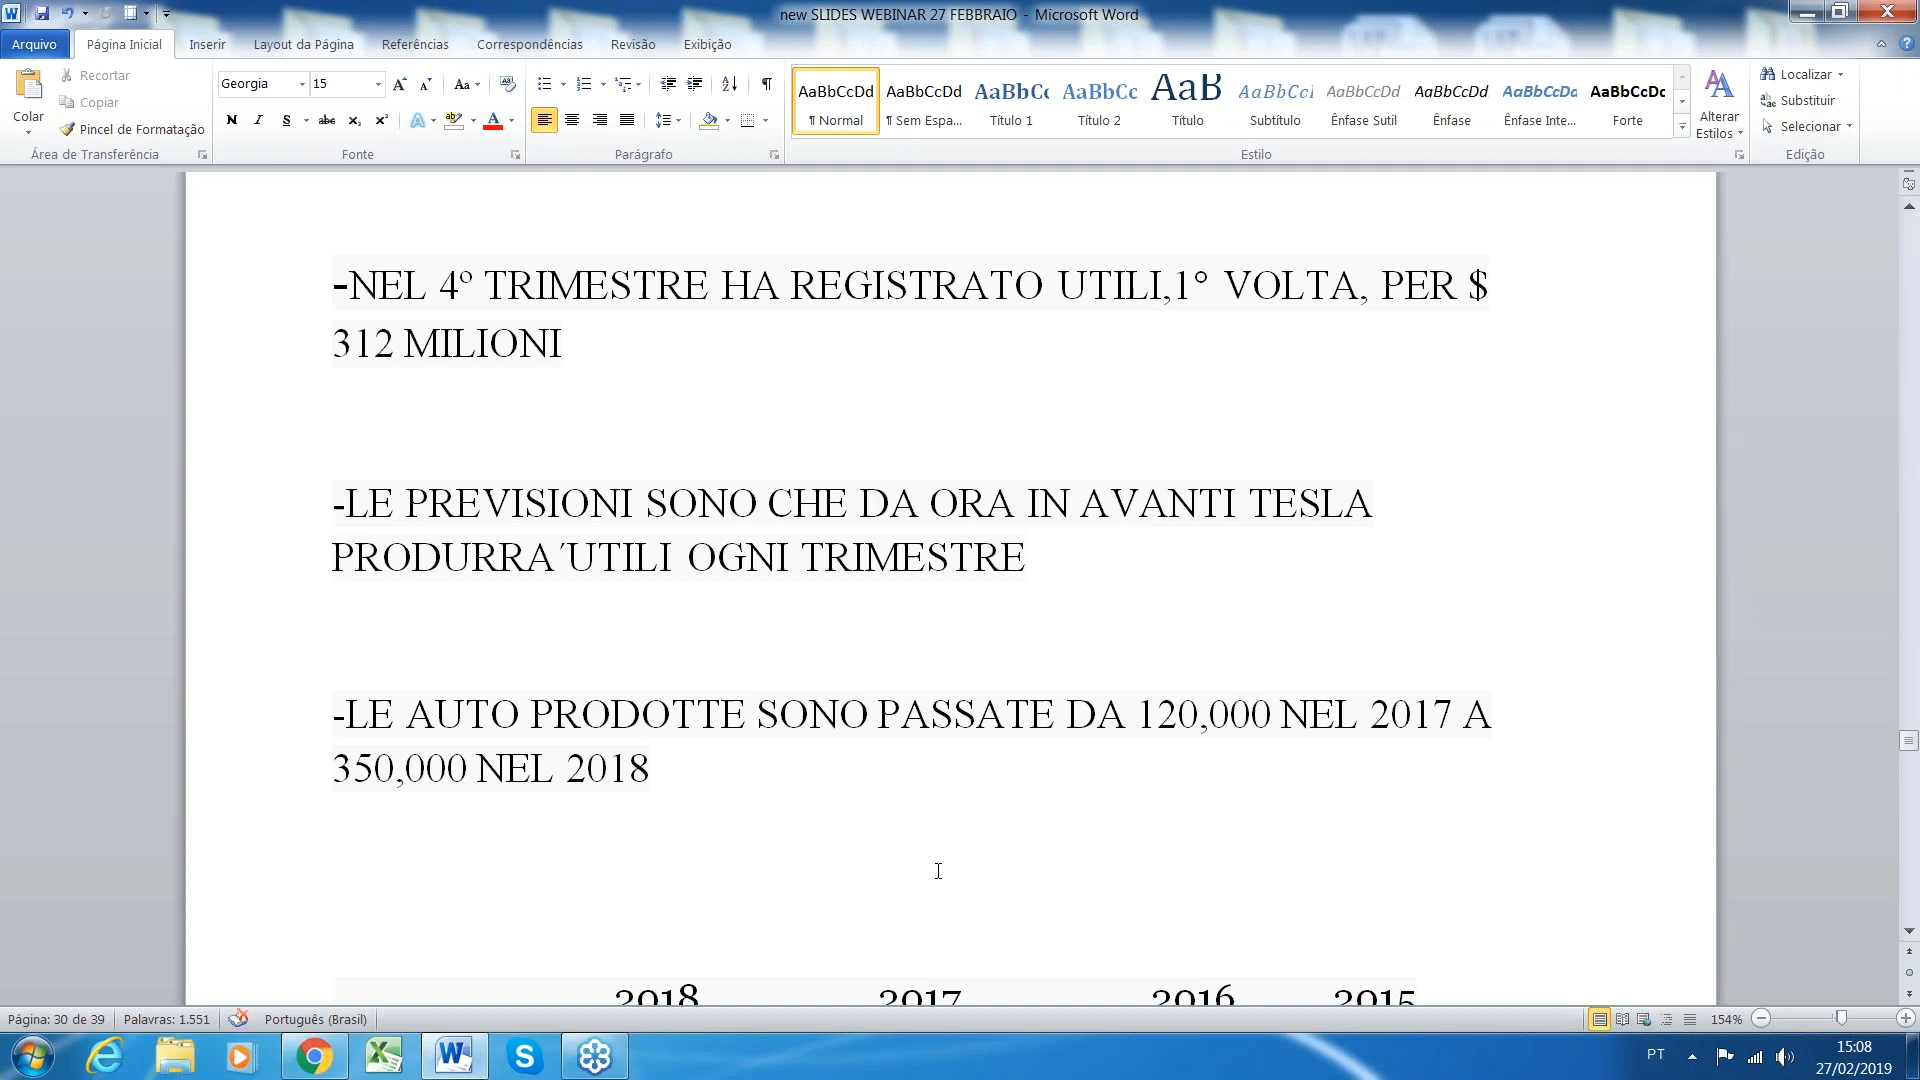 new SLIDES WEBINAR 27 FEBBRAIO - Microsoft Word
Arquivo Página Inicial Inserir Layout da Página Referências Correspondências Revisão Exibição
Colar
Recortar
Copiar
Pincel de Formatação
Área de Transferência
Georgia 15
Fonte
Parágrafo
AaBbCcDd AaBbCcDd AaBbCc AaBbCc AaB AaBbCcI AaBbCcDd AaBbCcDd AaBbCcDd AaBbCcDc
¶ Normal ¶ Sem Espa... Título 1 Título 2 Título Subtítulo Ênfase Sutil Ênfase Ênfase Inte... Forte
Estilo
Alterar
Estilos
Localizar
Substituir
Selecionar
Edição
-NEL 4º TRIMESTRE HA REGISTRATO UTILI,1° VOLTA, PER $
312 MILIONI
-LE PREVISIONI SONO CHE DA ORA IN AVANTI TESLA
PRODURRA´UTILI OGNI TRIMESTRE
-LE AUTO PRODOTTE SONO PASSATE DA 120,000 NEL 2017 A
350,000 NEL 2018
2018 2017 2016 2015
Página: 30 de 39 Palavras: 1.551 Português (Brasil) 154%
PT
15:08
27/02/2019